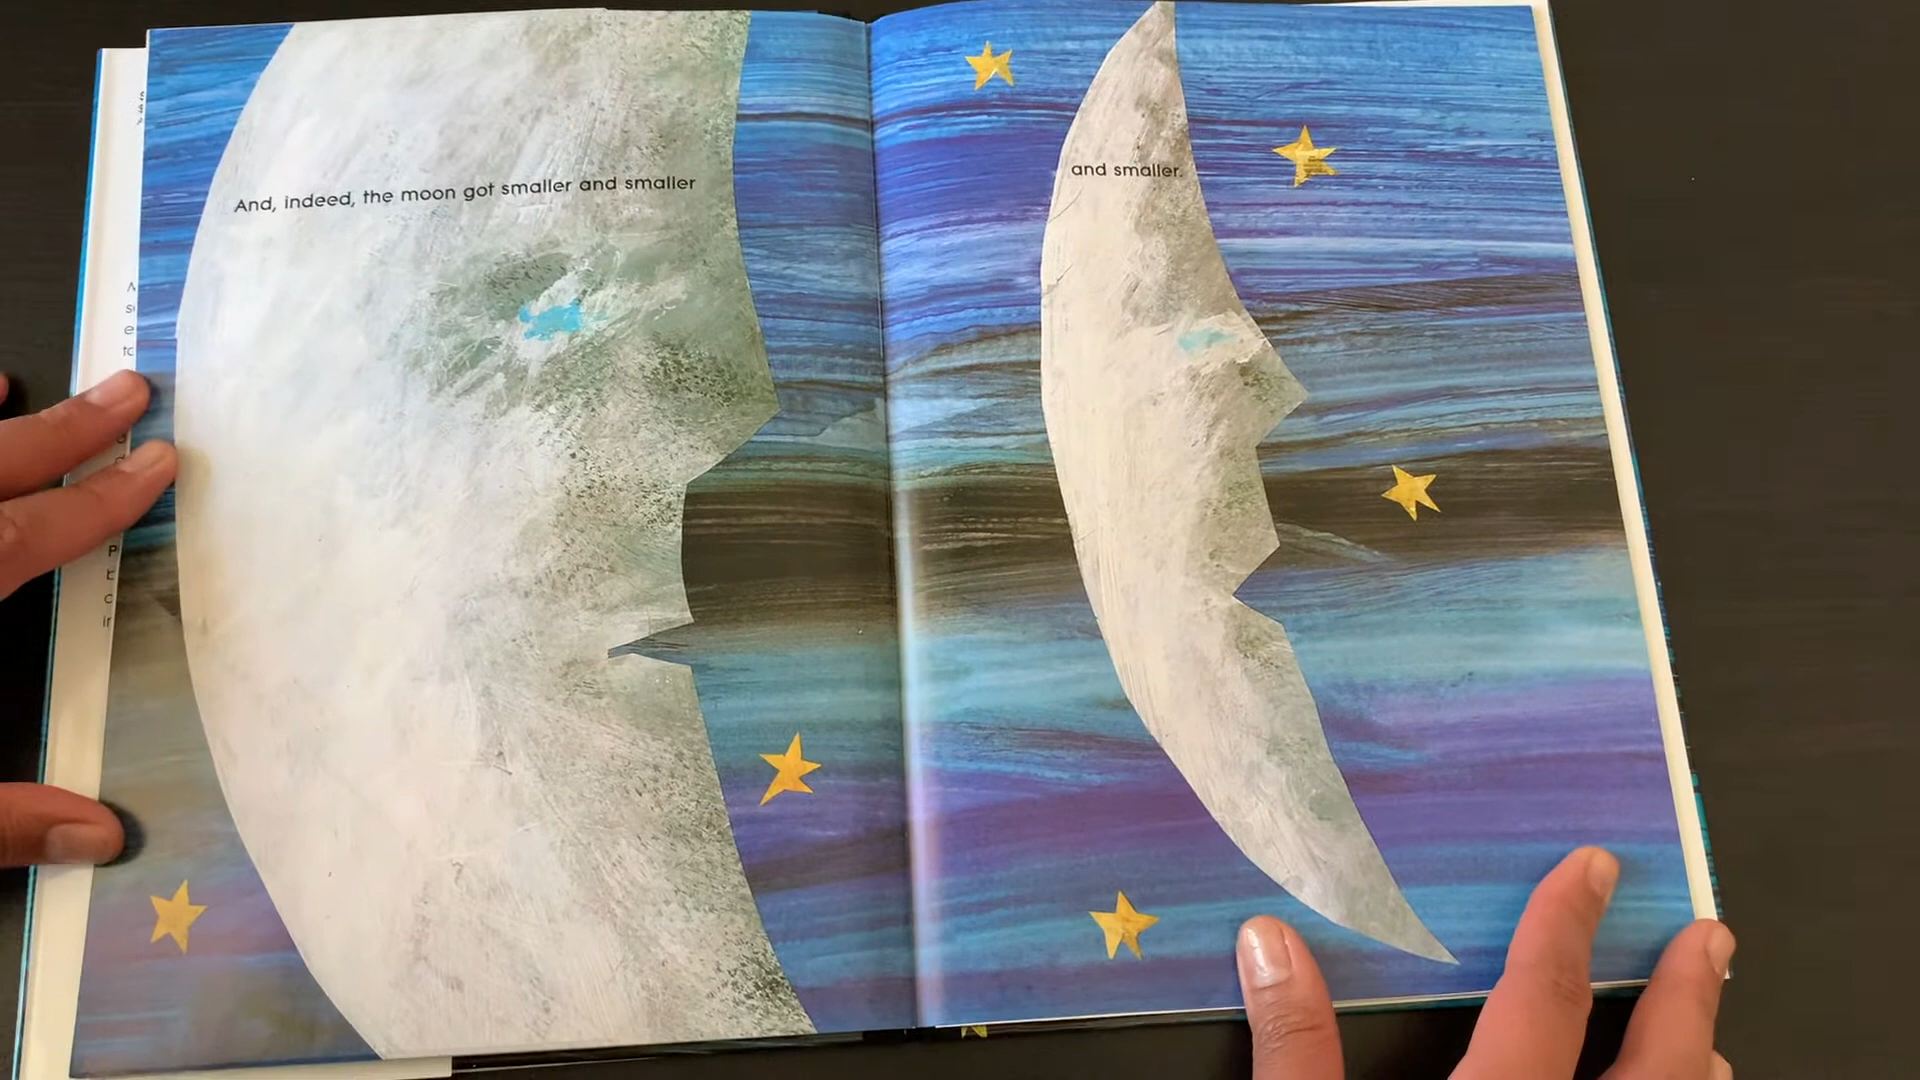 And, indeed, the moon got smaller and smaller
and smaller.